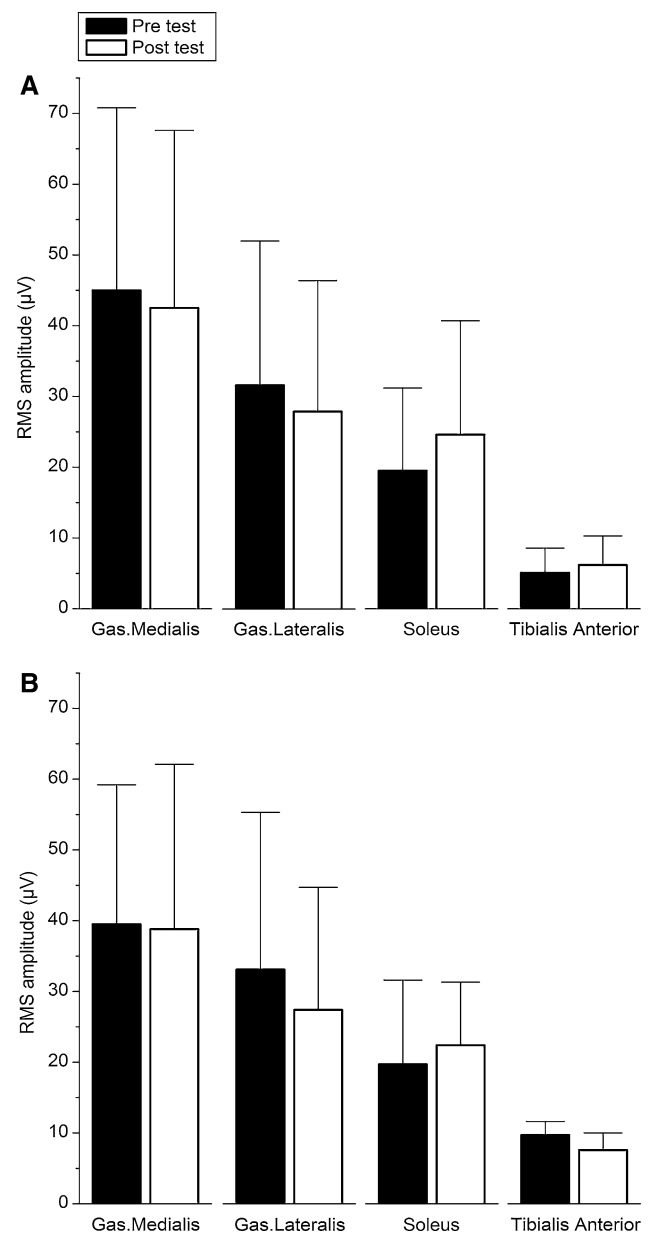 Pre test
Post test
A
70
60
50
40
30
20
10
0
RMS amplitude (µV)
Gas.Medialis Gas.Lateralis Soleus Tibialis Anterior
B
70
60
50
40
30
20
10
0
RMS amplitude (µV)
Gas.Medialis Gas.Lateralis Soleus Tibialis Anterior